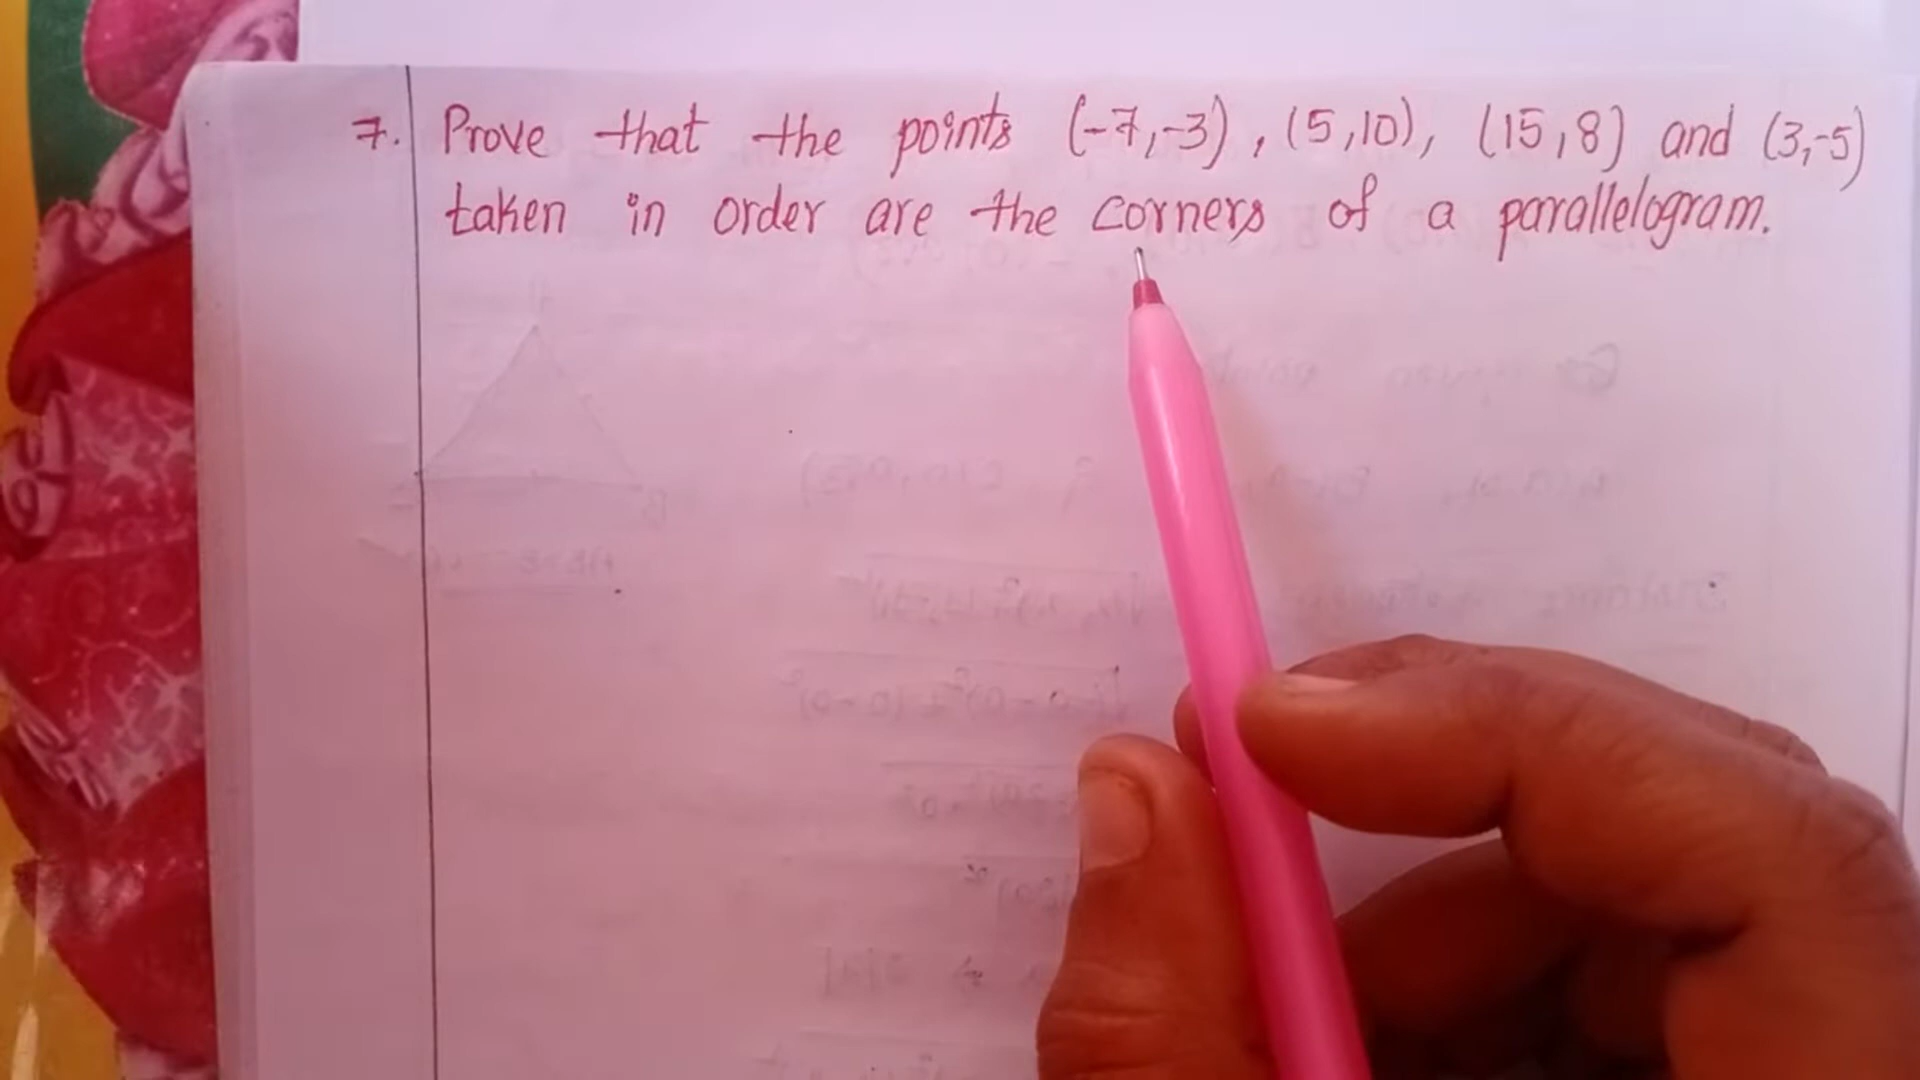 7. Prove that the points (-7,-3), (5,10), (15,8) and (3,-5)
taken in order are the corners of a parallelogram.